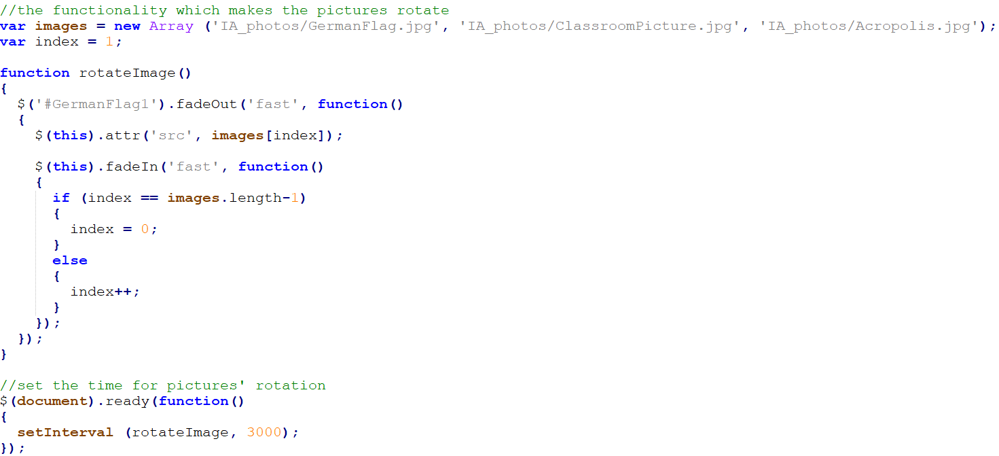 //the functionality which makes the pictures rotate
var images = new Array ('IA_photos/GermanFlag.jpg', 'IA_photos/ClassroomPicture.jpg', 'IA_photos/Acropolis.jpg');
var index = 1;

function rotateImage()
{
  $('#GermanFlag1').fadeOut('fast', function()
  {
    $(this).attr('src', images[index]);

    $(this).fadeIn('fast', function()
    {
      if (index == images.length-1)
      {
        index = 0;
      }
      else
      {
        index++;
      }
    });
  });
}

//set the time for pictures' rotation
$(document).ready(function()
{
  setInterval (rotateImage, 3000);
});